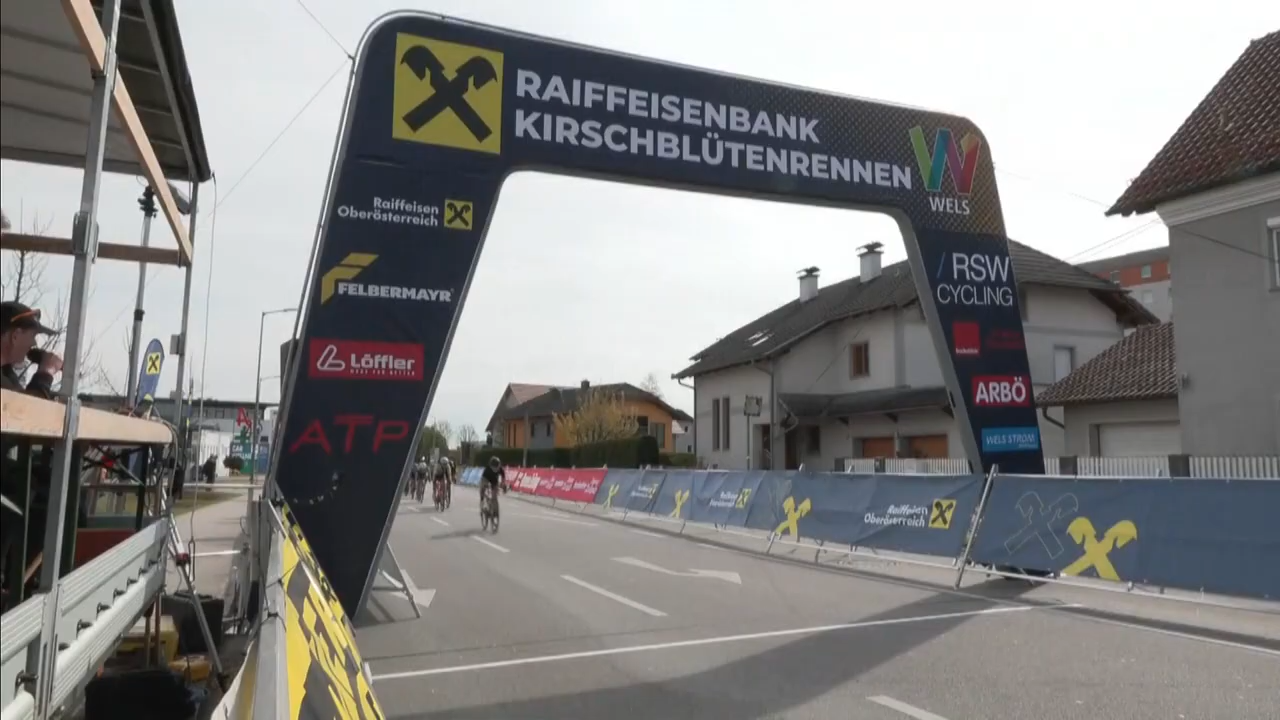 RAIFFEISENBANK
KIRSCHBLÜTENRENNEN
WELS
Raiffeisen
Oberösterreich
FELBERMAYR
Löffler
ATP
/ RSW
CYCLING
ARBÖ
WELS STROM
Raiffeisen
Oberösterreich